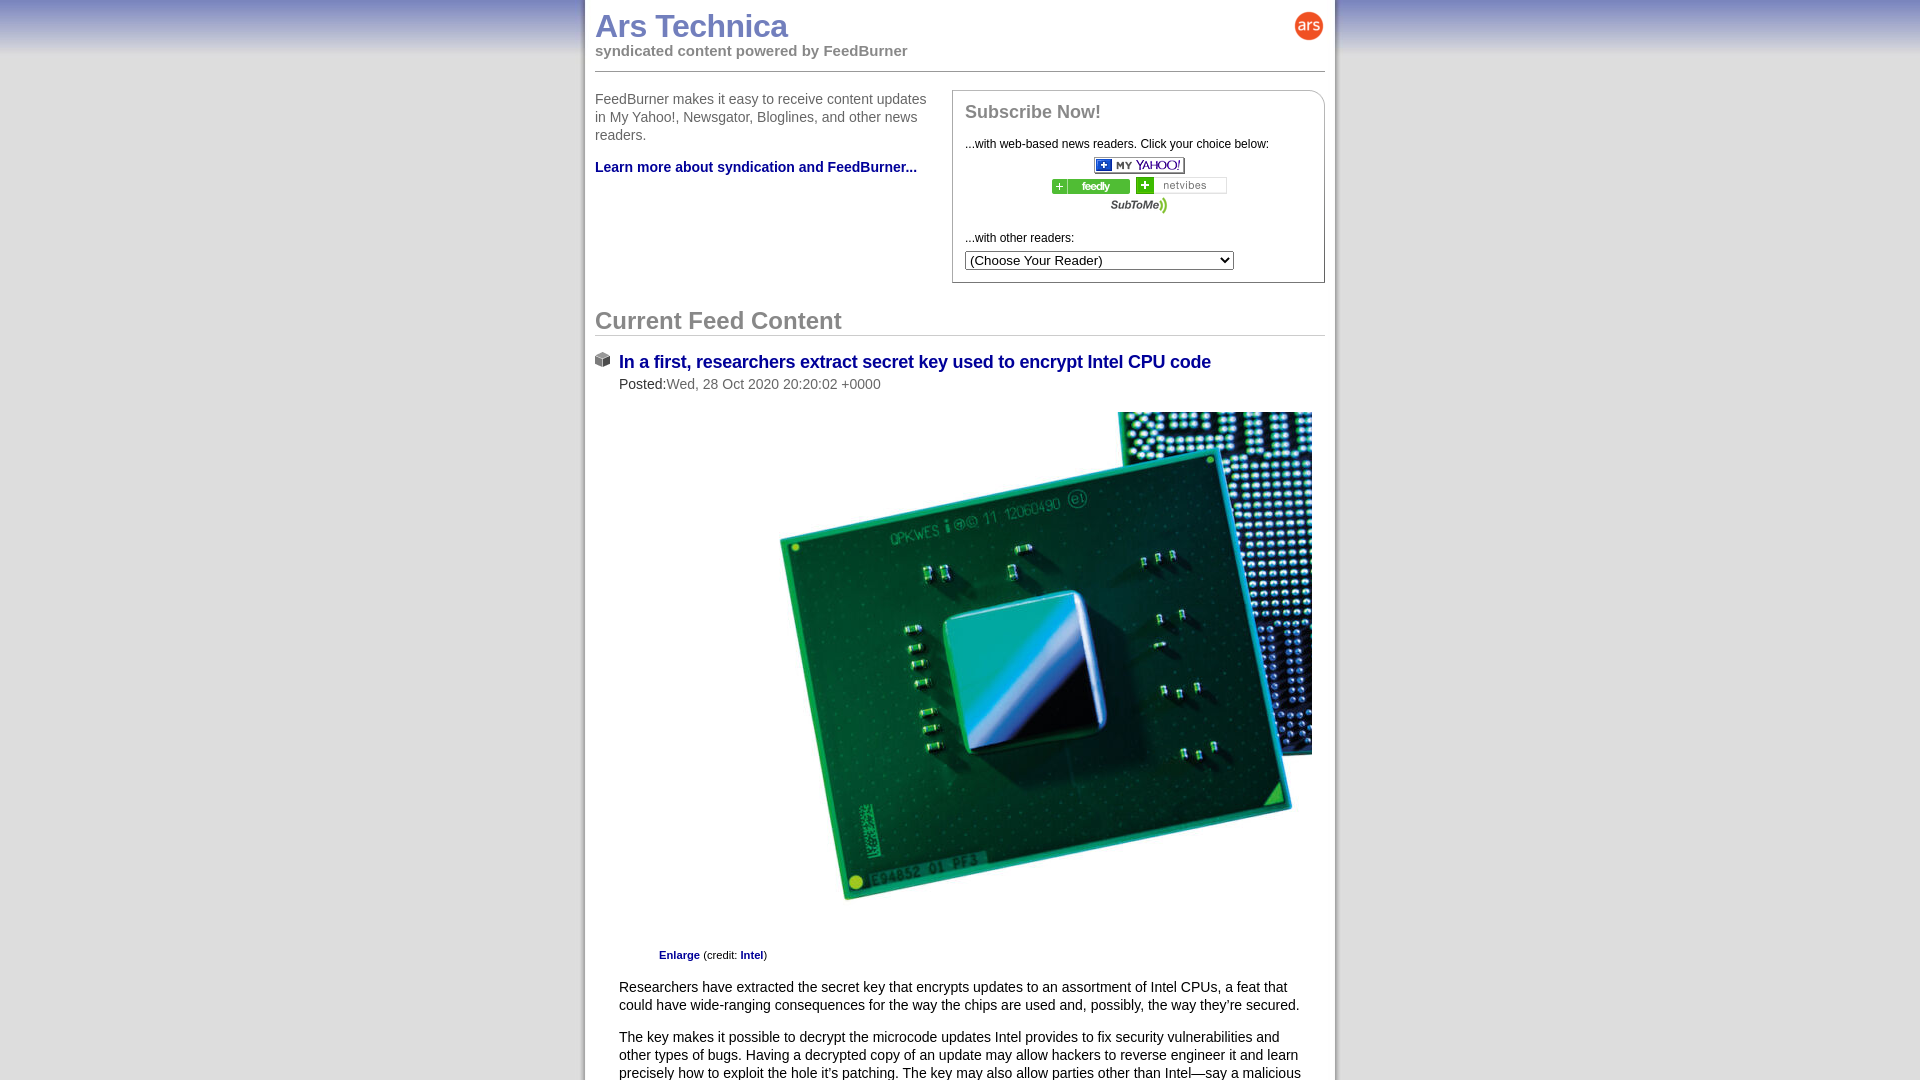 Ars Technica
ars
syndicated content powered by FeedBurner
FeedBurner makes it easy to receive content updates
in My Yahoo!, Newsgator, Bloglines, and other news
readers.
Learn more about syndication and FeedBurner...
Subscribe Now!
...with web-based news readers. Click your choice below:
MY YAHOO!
feedly netvibes
SubToMe
...with other readers:
(Choose Your Reader)
Current Feed Content
In a first, researchers extract secret key used to encrypt Intel CPU code
Posted:Wed, 28 Oct 2020 20:20:02 +0000
QPKWES i 11 12060490 e1
E94852 01 PF3
Enlarge (credit: Intel)
Researchers have extracted the secret key that encrypts updates to an assortment of Intel CPUs, a feat that
could have wide-ranging consequences for the way the chips are used and, possibly, the way they’re secured.
The key makes it possible to decrypt the microcode updates Intel provides to fix security vulnerabilities and
other types of bugs. Having a decrypted copy of an update may allow hackers to reverse engineer it and learn
precisely how to exploit the hole it’s patching. The key may also allow parties other than Intel—say a malicious